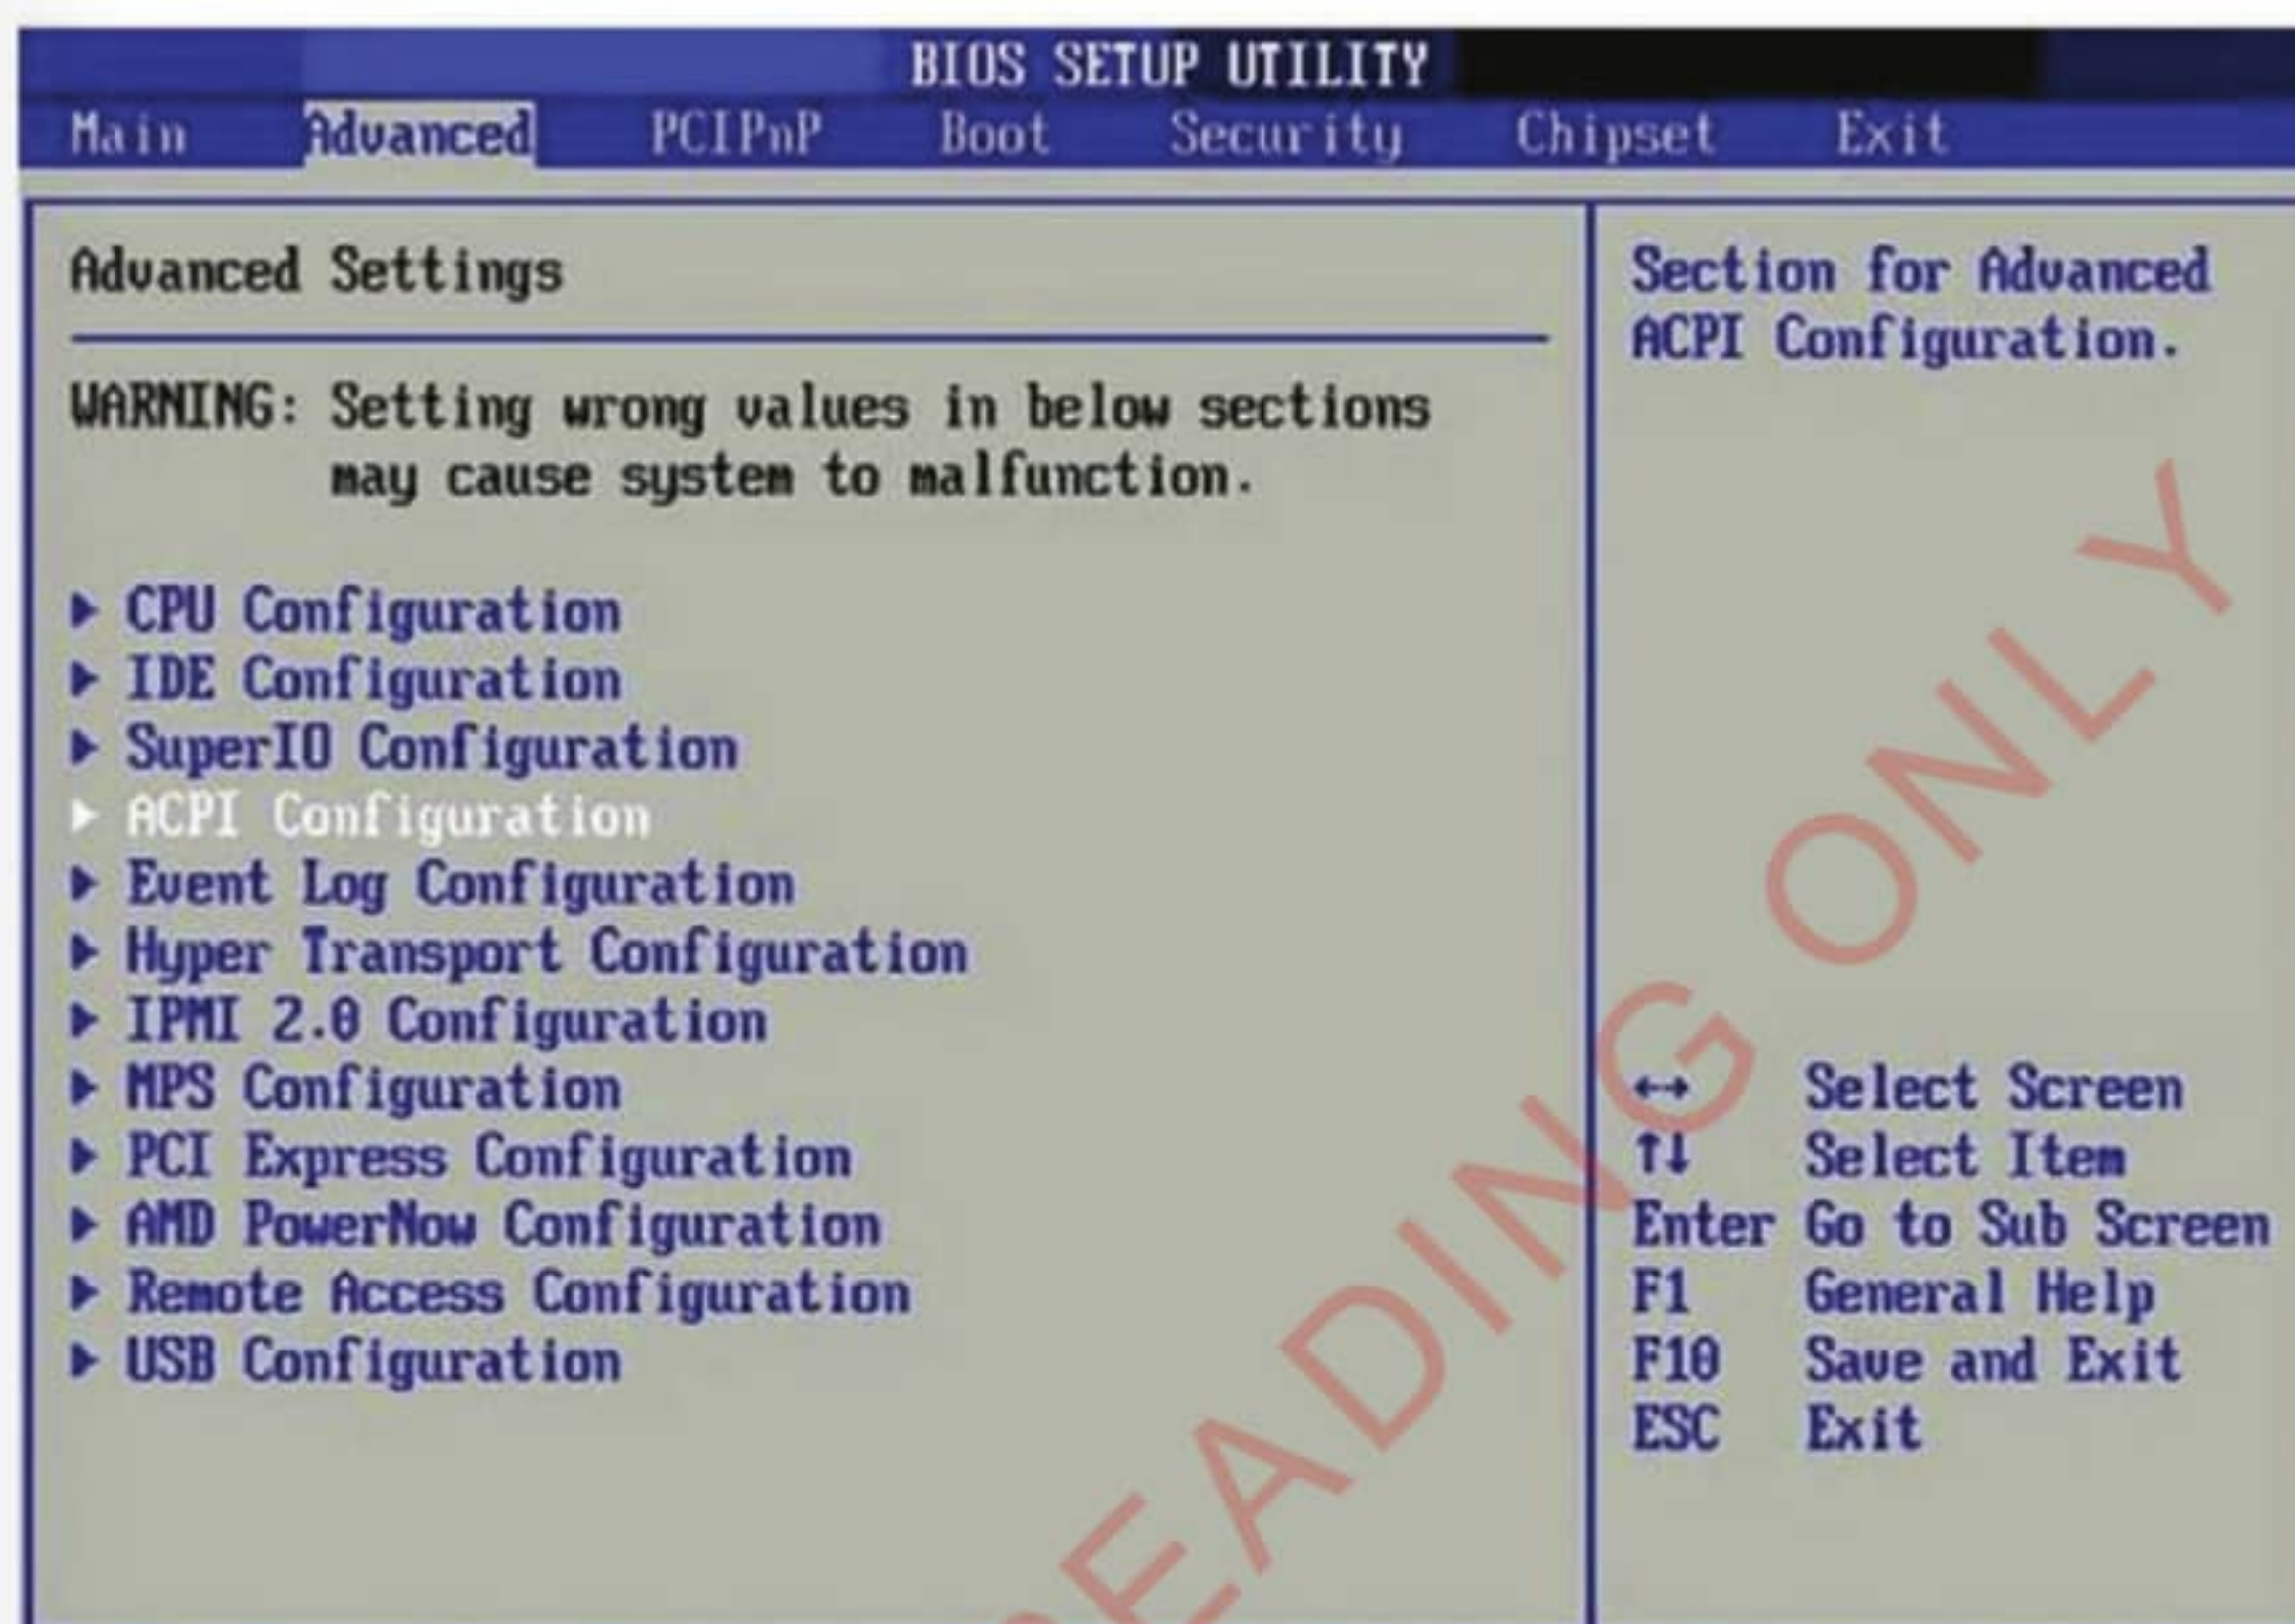 BIOS SETUP UTILITY
Main Advanced PCIPnP Boot Security Chipset Exit
Advanced Settings
WARNING: Setting wrong values in below sections
may cause system to malfunction.
▶ CPU Configuration
▶ IDE Configuration
▶ SuperIO Configuration
▶ ACPI Configuration
▶ Event Log Configuration
▶ Hyper Transport Configuration
▶ IPMI 2.0 Configuration
▶ MPS Configuration
▶ PCI Express Configuration
▶ AMD PowerNow Configuration
▶ Remote Access Configuration
▶ USB Configuration
Section for Advanced
ACPI Configuration.
↔ Select Screen
↑↓ Select Item
Enter Go to Sub Screen
F1 General Help
F10 Save and Exit
ESC Exit
READING ONLY